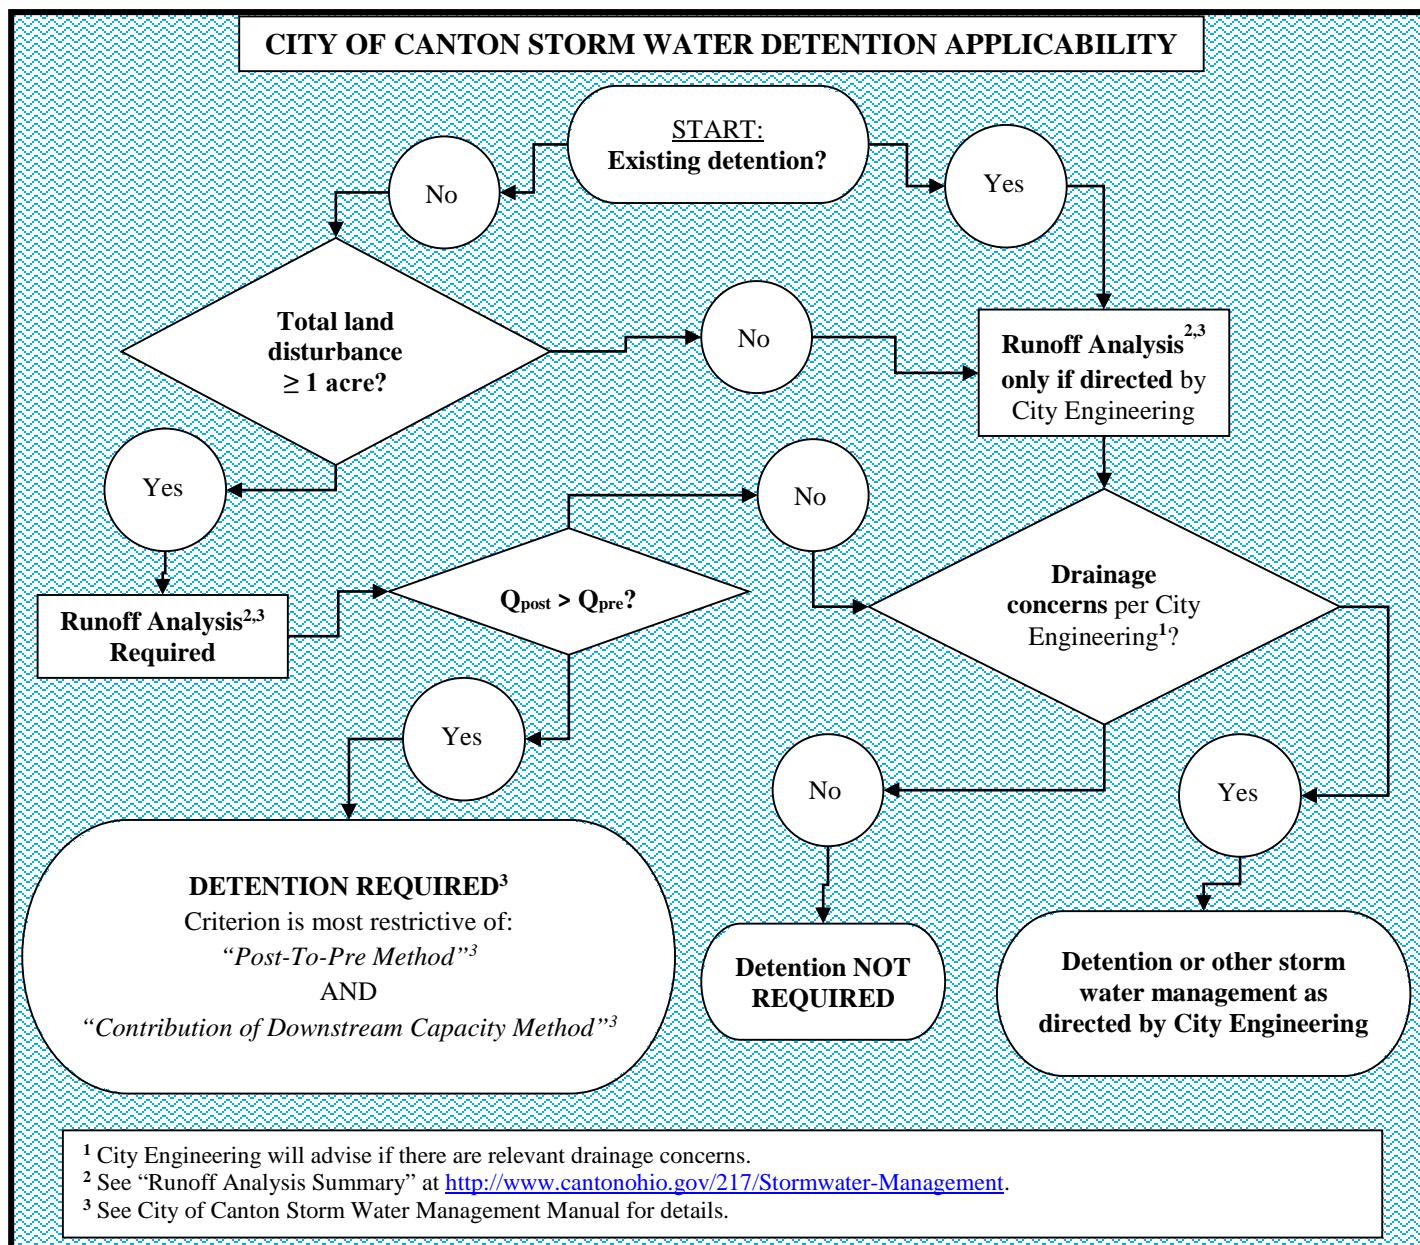 CITY OF CANTON STORM WATER DETENTION APPLICABILITY
START:
Existing detention?
No
Yes
Total land
disturbance
≥ 1 acre?
No
Runoff Analysis2,3
only if directed by
City Engineering
Yes
No
Runoff Analysis2,3
Required
Qpost > Qpre?
Drainage
concerns per City
Engineering1?
Yes
No
Yes
DETENTION REQUIRED3
Criterion is most restrictive of:
“Post-To-Pre Method”3
AND
“Contribution of Downstream Capacity Method”3
Detention NOT
REQUIRED
Detention or other storm
water management as
directed by City Engineering
1 City Engineering will advise if there are relevant drainage concerns.
2 See “Runoff Analysis Summary” at http://www.cantonohio.gov/217/Stormwater-Management.
3 See City of Canton Storm Water Management Manual for details.